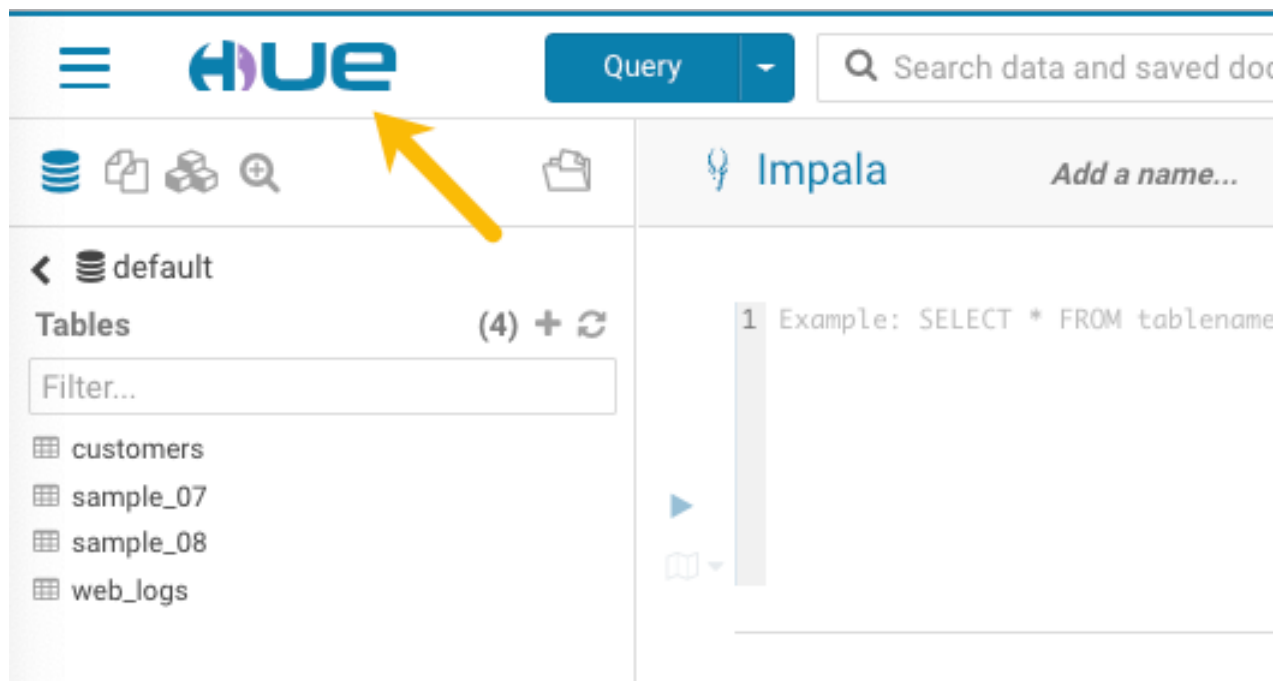 HUE
Query
Search data and saved doc
Impala
Add a name...
default
Tables (4)
Filter...
1 Example: SELECT * FROM tablename
customers
sample_07
sample_08
web_logs